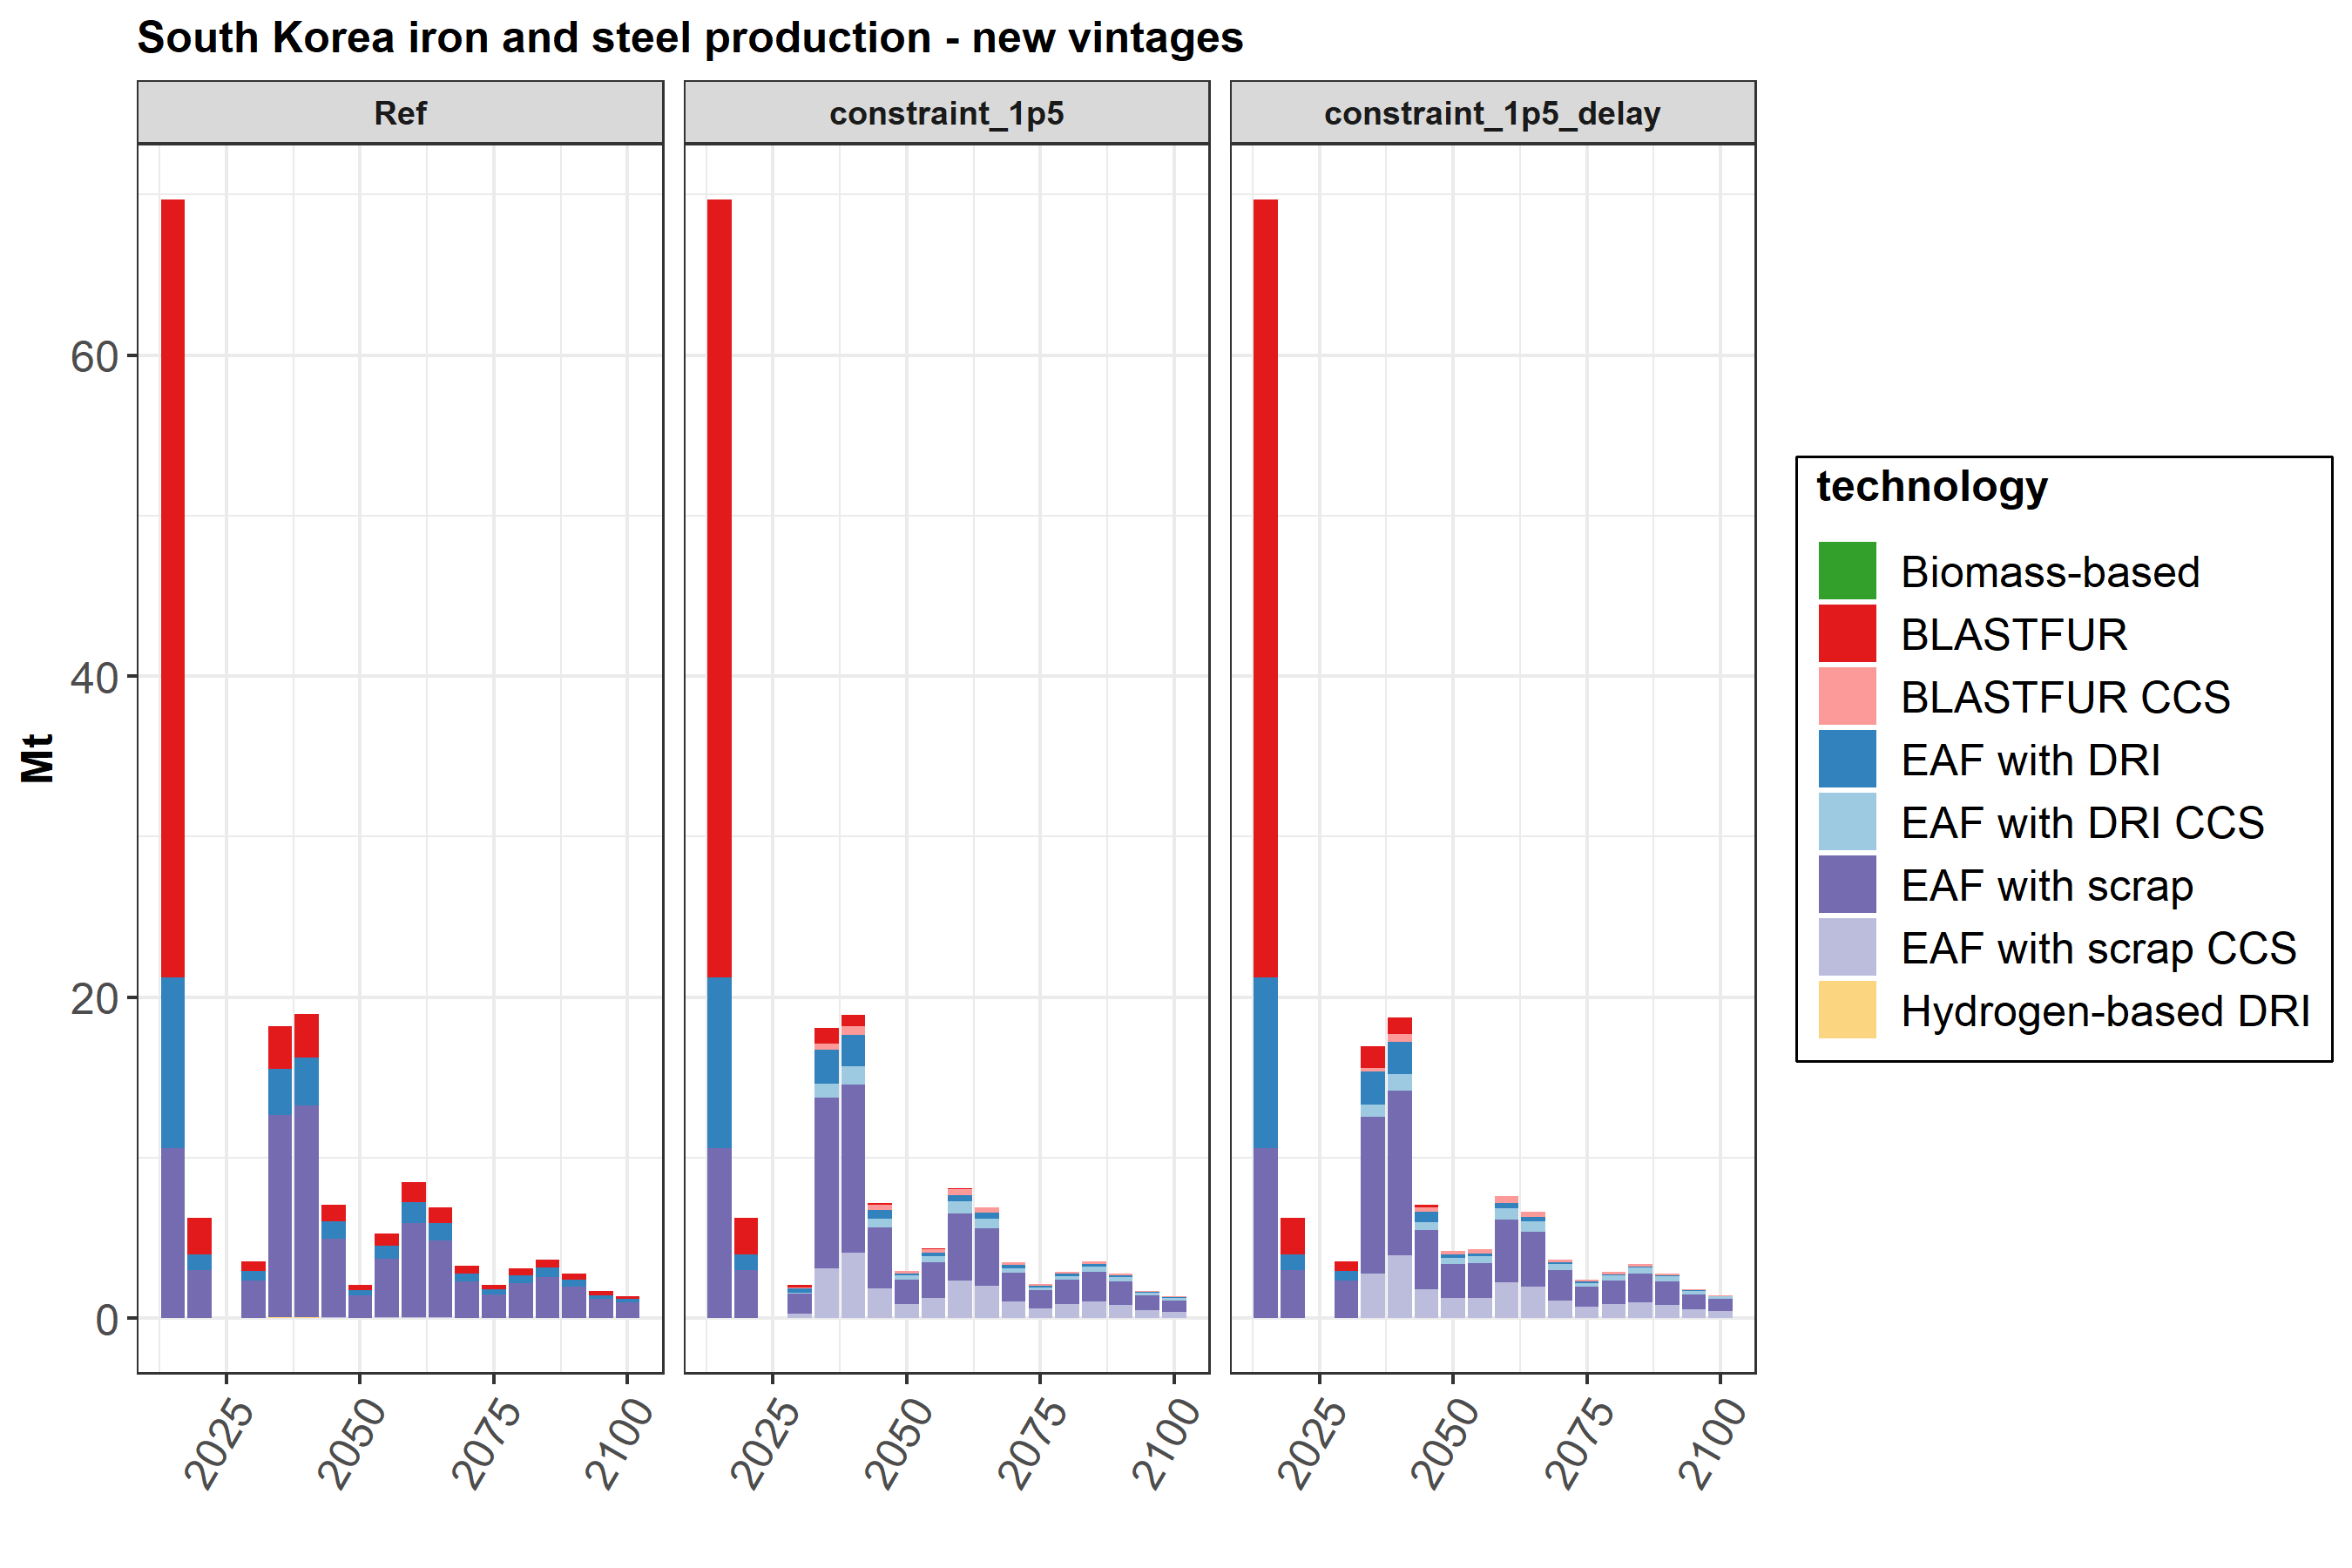 South Korea iron and steel production - new vintages
Ref
constraint_1p5
constraint_1p5_delay
Mt
60
40
20
0
2025
2050
2075
2100
2025
2050
2075
2100
2025
2050
2075
2100
technology
Biomass-based
BLASTFUR
BLASTFUR CCS
EAF with DRI
EAF with DRI CCS
EAF with scrap
EAF with scrap CCS
Hydrogen-based DRI